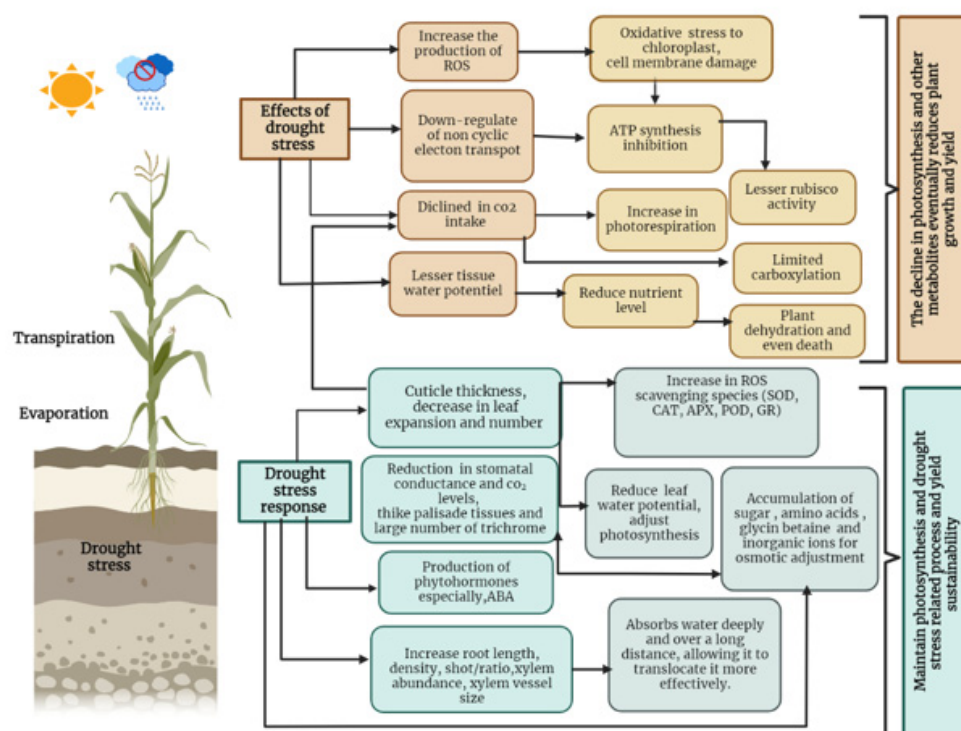 Increase the
production of
ROS
Oxidative stress to
chloroplast,
cell membrane damage
Effects of
drought
stress
Down-regulate
of non cyclic
electon transpot
ATP synthesis
inhibition
Lesser rubisco
activity
Diclined in co2
intake
Increase in
photorespiration
Limited
carboxylation
Lesser tissue
water potentiel
Reduce nutrient
level
Plant
dehydration and
even death
The decline in photosynthesis and other
metabolites eventually reduces plant
growth and yield
Transpiration
Evaporation
Drought
stress
Cuticle thickness,
decrease in leaf
expansion and number
Increase in ROS
scavenging species (SOD,
CAT, APX, POD, GR)
Drought
stress
response
Reduction in stomatal
conductance and co₂
levels,
thike palisade tissues and
large number of trichrome
Reduce leaf
water potential,
adjust
photosynthesis
Accumulation of
sugar , amino acids ,
glycin betaine and
inorganic ions for
osmotic adjustment
Production of
phytohormones
especially,ABA
Increase root length,
density, shot/ratio,xylem
abundance, xylem vessel
size
Absorbs water deeply
and over a long
distance, allowing it to
translocate it more
effectively.
Maintain photosynthesis and drought
stress related process and yield
sustainability